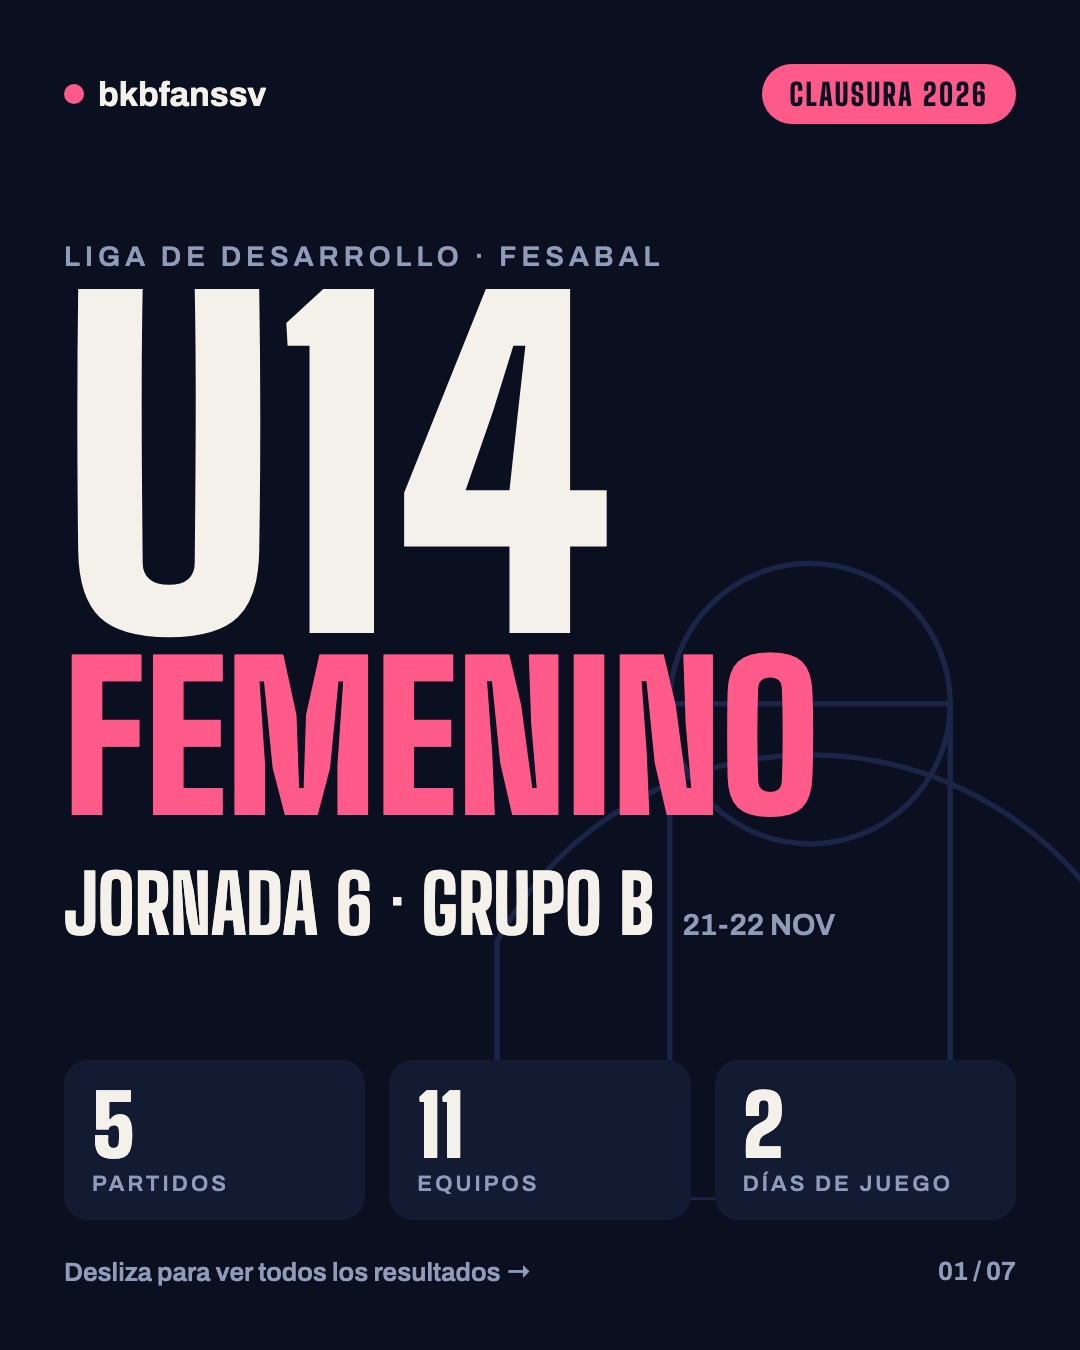 bkbfanssv
CLAUSURA 2026
LIGA DE DESARROLLO · FESABAL
U14
FEMENINO
JORNADA 6 · GRUPO B 21-22 NOV
5
PARTIDOS
11
EQUIPOS
2
DÍAS DE JUEGO
Desliza para ver todos los resultados →
01 / 07